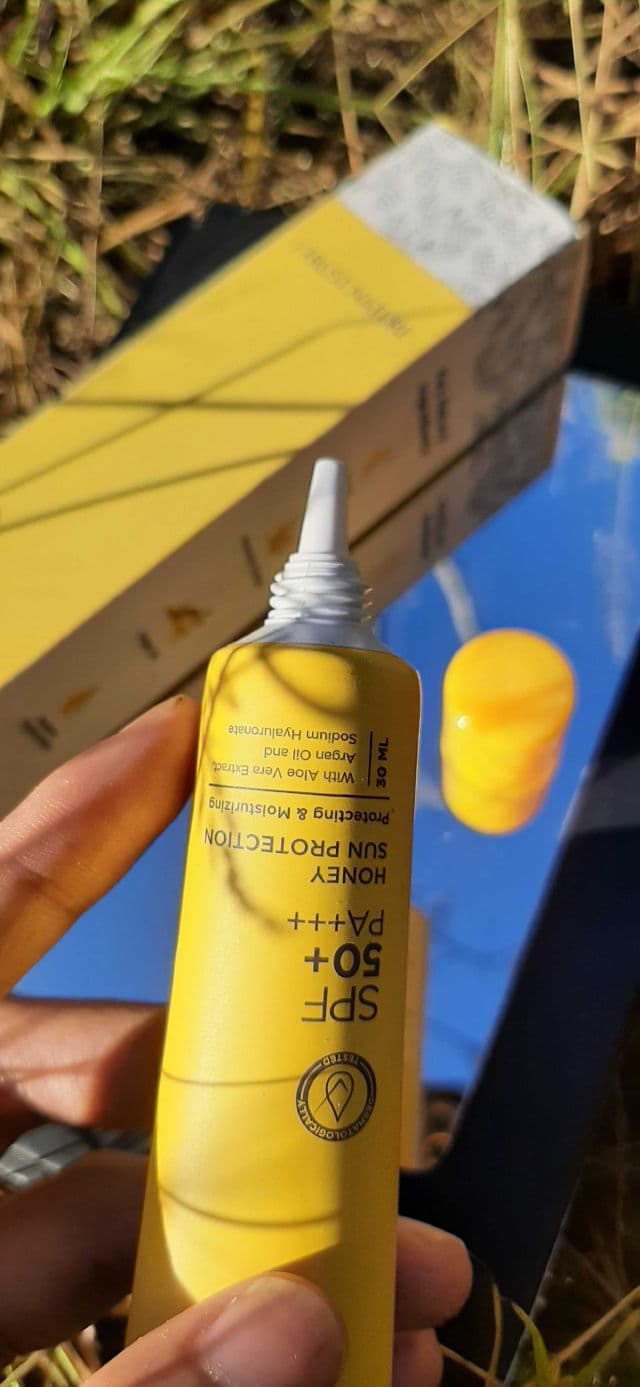 DERMATOLOGICALLY
TESTED
SPF
50+
PA+++
HONEY
SUN PROTECTION
Protecting & Moisturizing
30 ML
With Aloe Vera Extract,
Argan Oil and
Sodium Hyaluronate